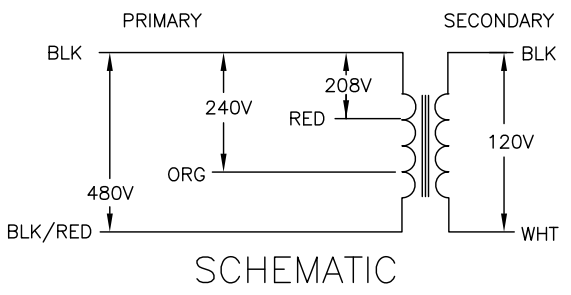 PRIMARY
SECONDARY
BLK
BLK
208V
240V
RED
120V
ORG
480V
BLK/RED
WHT
SCHEMATIC